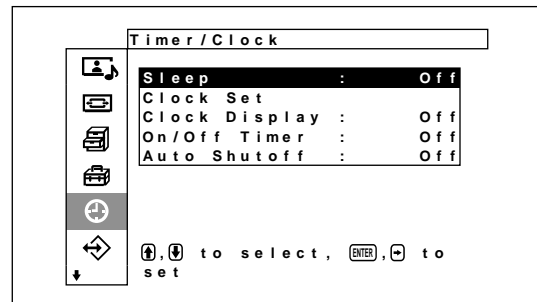 Timer/Clock
Sleep : Off
Clock Set
Clock Display : Off
On/Off Timer : Off
Auto Shutoff : Off
↑,↓ to select, ENTER,→ to
set